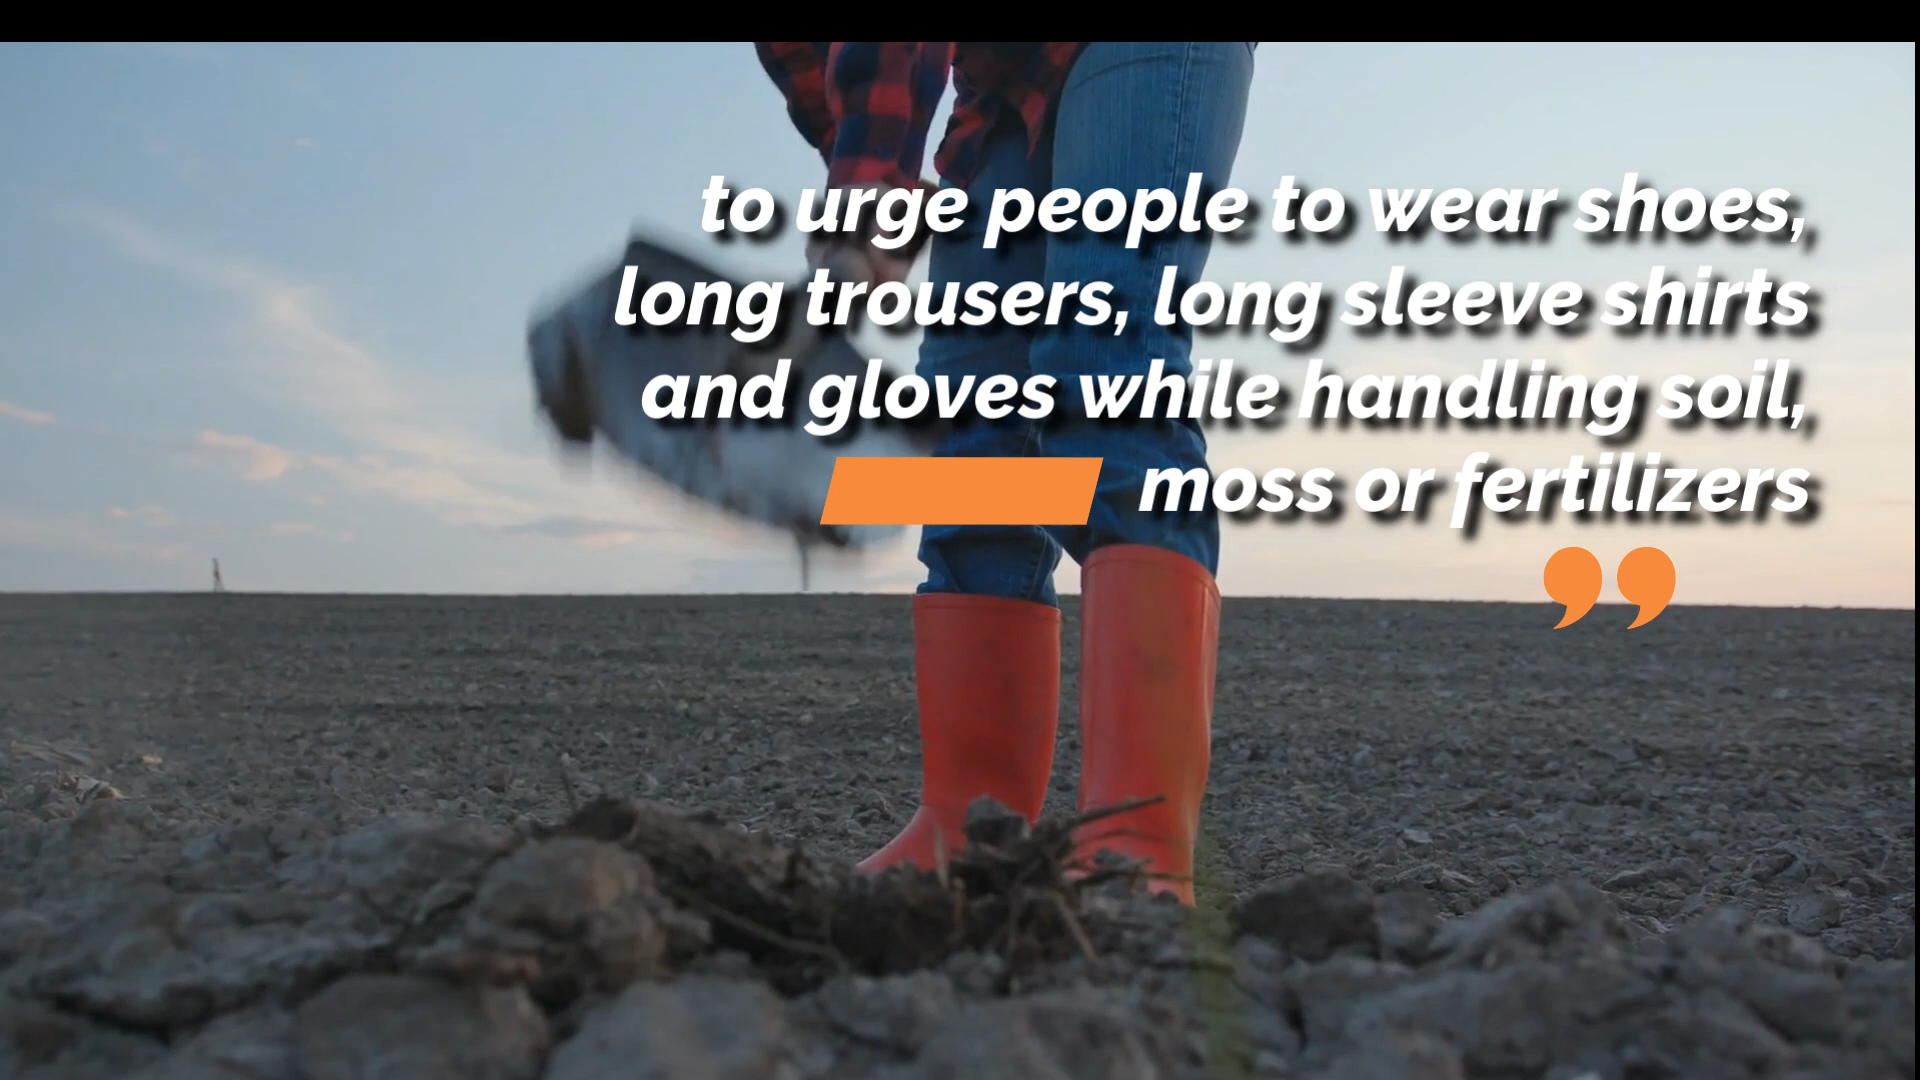 to urge people to wear shoes,
long trousers, long sleeve shirts
and gloves while handling soil,
moss or fertilizers
”